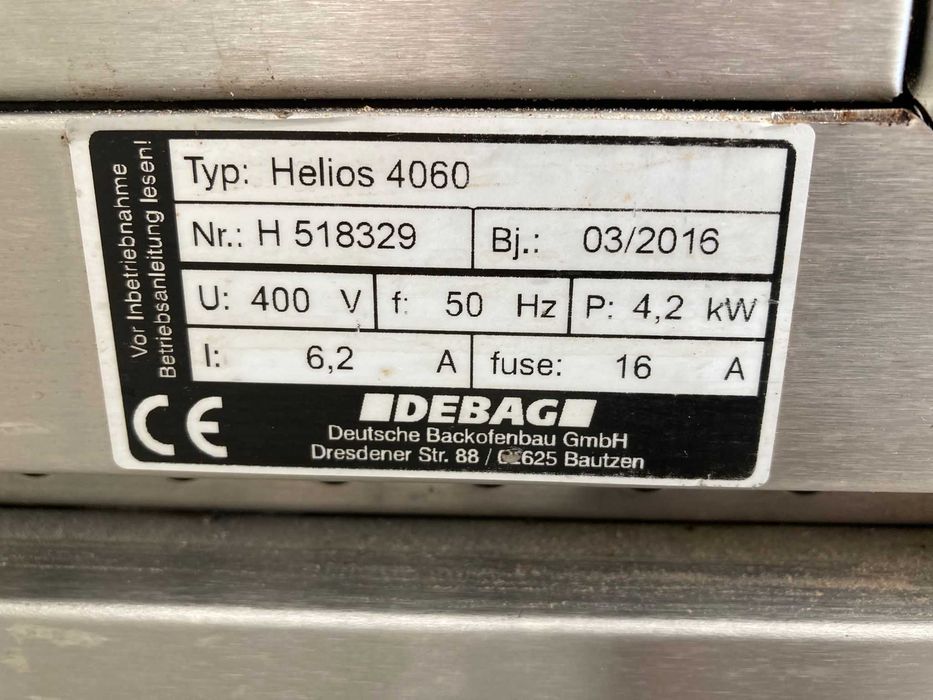 Vor Inbetriebnahme
Betriebsanleitung lesen!
Typ: Helios 4060
Nr.: H 518329 Bj.: 03/2016
U: 400 V f: 50 Hz P: 4,2 kW
I: 6,2 A fuse: 16 A
CE DEBAG
Deutsche Backofenbau GmbH
Dresdener Str. 88 / Bautzen